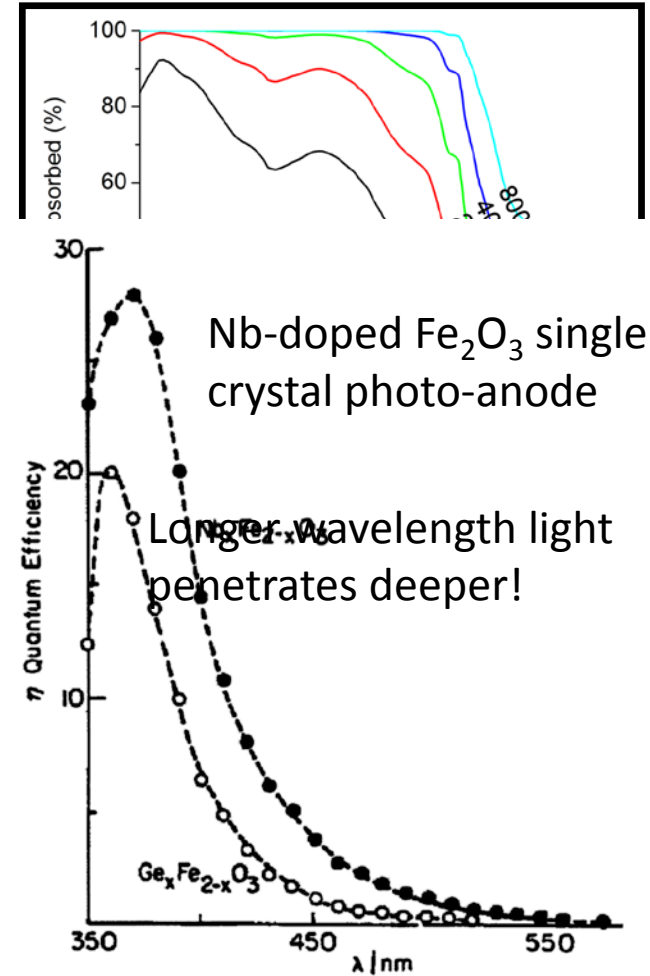 100
80
60
sorbed (%)
800
40
30
Nb-doped Fe₂O₃ single
crystal photo-anode
20
Longer wavelength light
penetrates deeper!
10
η Quantum Efficiency
GeₓFe₂₋ₓO₃
350
450
550
λ/nm